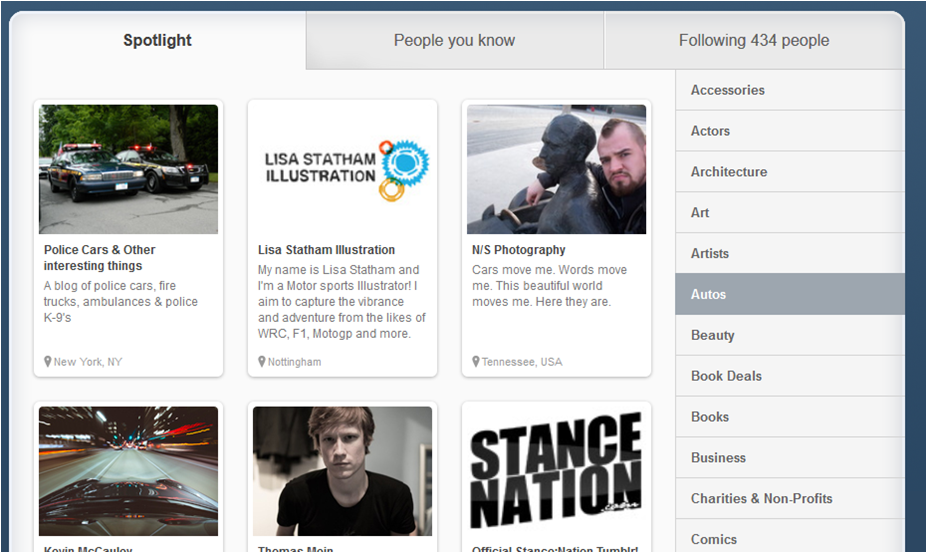 Spotlight
People you know
Following 434 people
Police Cars & Other
interesting things
A blog of police cars, fire
trucks, ambulances & police
K-9's
New York, NY
LISA STATHAM
ILLUSTRATION
Lisa Statham Illustration
My name is Lisa Statham and
I'm a Motor sports Illustrator! I
aim to capture the vibrance
and adventure from the likes of
WRC, F1, Motogp and more.
Nottingham
N/S Photography
Cars move me. Words move
me. This beautiful world
moves me. Here they are.
Tennessee, USA
Kevin McCauley
Thomas Mein
STANCE
NATION
.com
Official Stance:Nation Tumblr!
Accessories
Actors
Architecture
Art
Artists
Autos
Beauty
Book Deals
Books
Business
Charities & Non-Profits
Comics